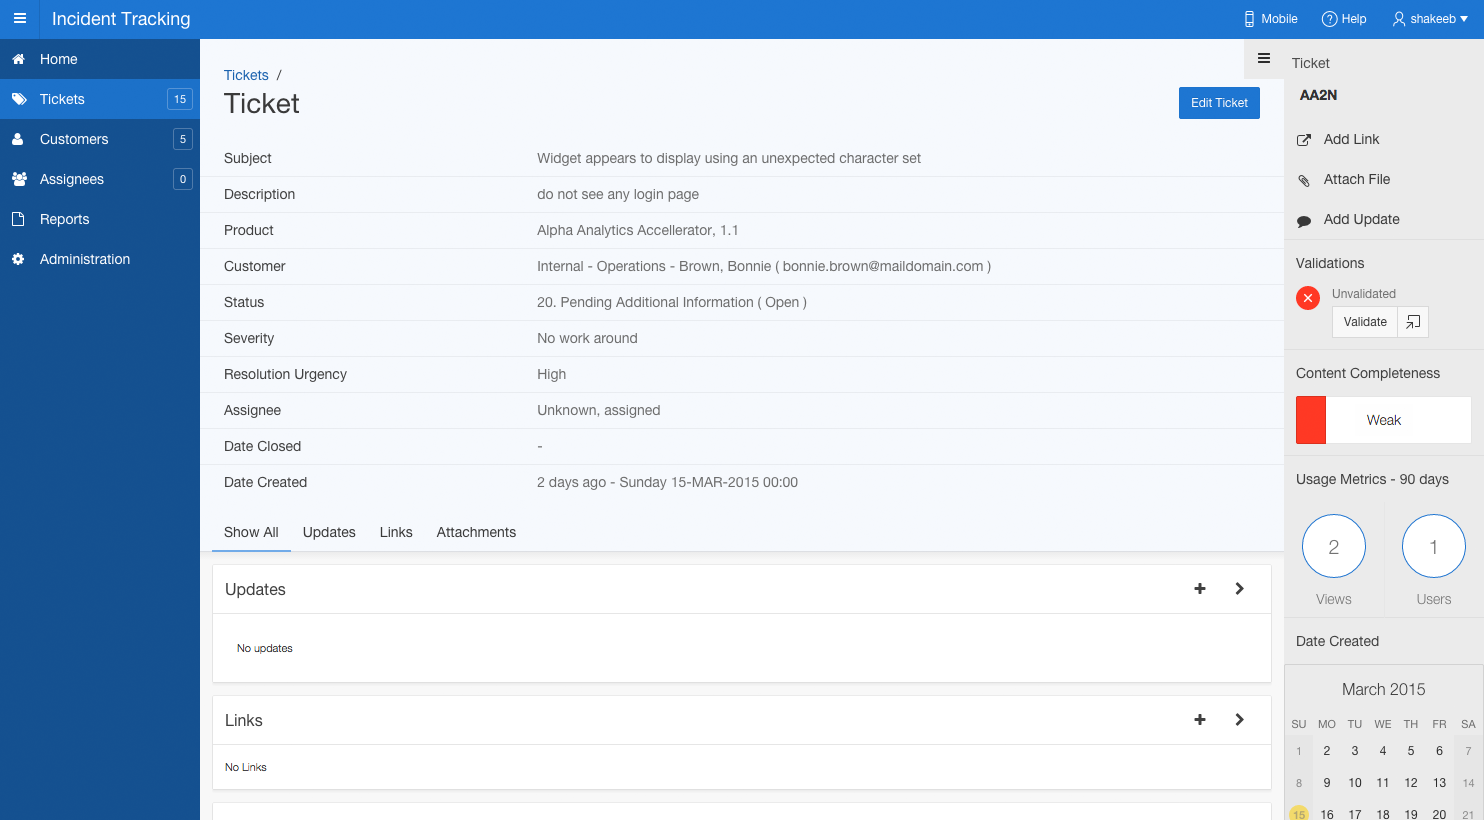 Incident Tracking
Mobile
Help
shakeeb
Home
Tickets 15
Customers 5
Assignees 0
Reports
Administration
Tickets /
Ticket
Edit Ticket
Subject Widget appears to display using an unexpected character set
Description do not see any login page
Product Alpha Analytics Accellerator, 1.1
Customer Internal - Operations - Brown, Bonnie ( bonnie.brown@maildomain.com )
Status 20. Pending Additional Information ( Open )
Severity No work around
Resolution Urgency High
Assignee Unknown, assigned
Date Closed -
Date Created 2 days ago - Sunday 15-MAR-2015 00:00
Show All Updates Links Attachments
Updates
No updates
Links
No Links
Ticket
AA2N
Add Link
Attach File
Add Update
Validations
Unvalidated
Validate
Content Completeness
Weak
Usage Metrics - 90 days
2 1
Views Users
Date Created
March 2015
SU MO TU WE TH FR SA
1 2 3 4 5 6 7
8 9 10 11 12 13 14
15 16 17 18 19 20 21